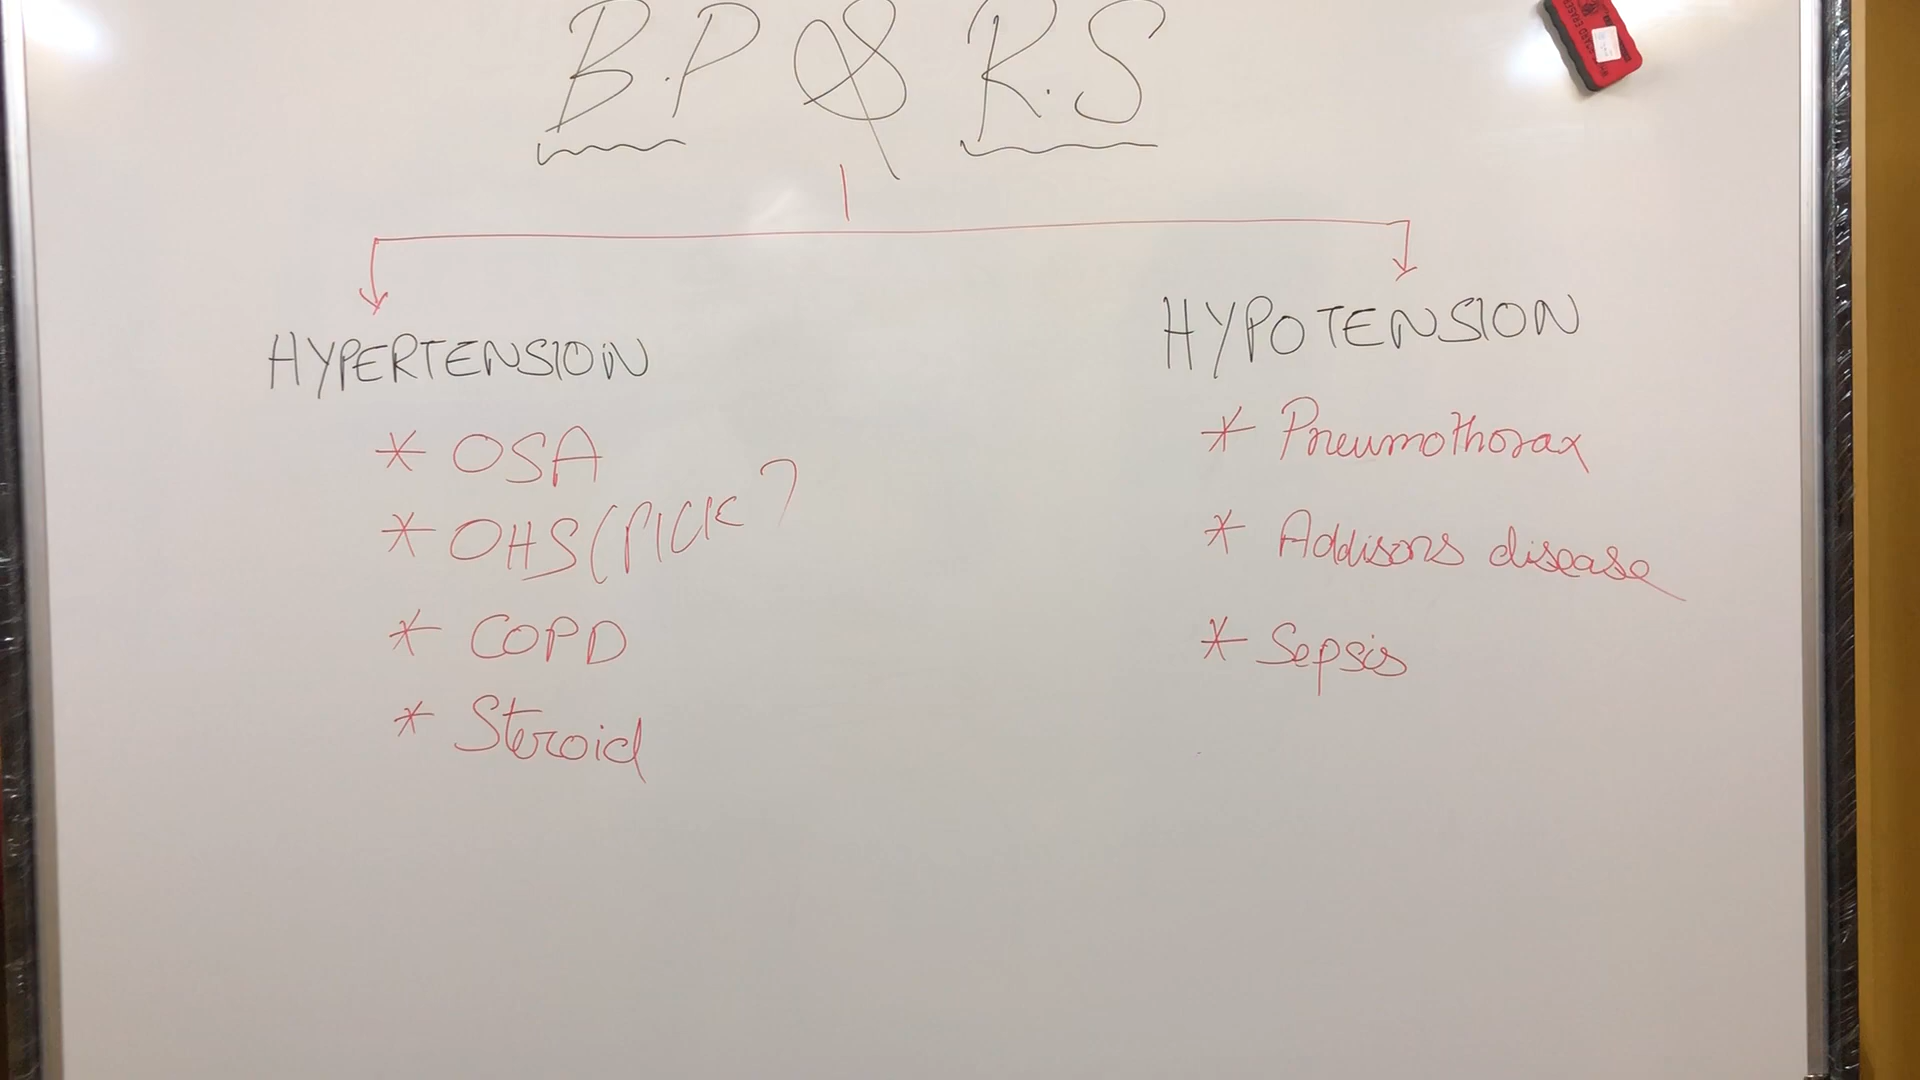 B.P & R.S
HYPERTENSION
* OSA
* OHS (PICK ?
* COPD
* Steroid
HYPOTENSION
* Pneumothorax
* Addisons disease
* Sepsis